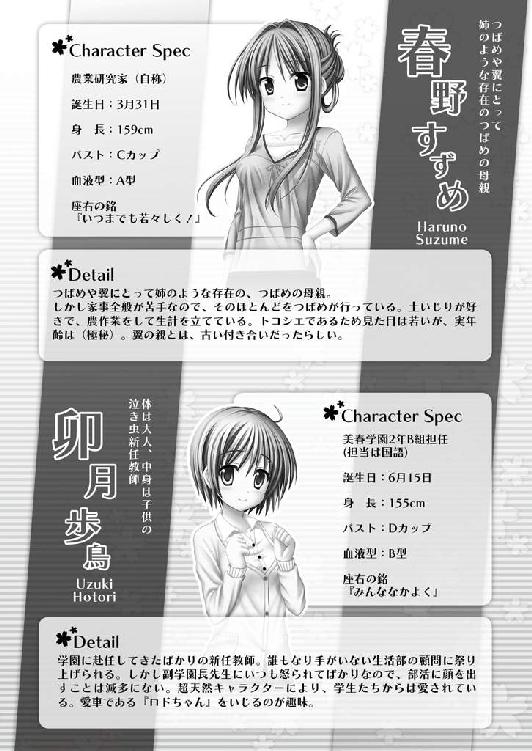 つばめや翼にとって
姉のような存在のつばめの母親
春野すずめ
Haruno
Suzume
Character Spec
農業研究家（自称）
誕生日：3月31日
身　長：159cm
バスト：Cカップ
血液型：A型
座右の銘
『いつまでも若々しく！』
Detail
つばめや翼にとって姉のような存在の、つばめの母親。
しかし家事全般が苦手なので、そのほとんどをつばめが行っている。土いじりが好
きで、農作業をして生計を立てている。トコシエであるため見た目は若いが、実年
齢は（極秘）。翼の親とは、古い付き合いだったらしい。
体は大人、中身は子供の
泣き虫新任教師
卯月歩鳥
Uzuki
Hotori
Character Spec
美春学園2年B組担任
(担当は国語)
誕生日：6月15日
身　長：155cm
バスト：Dカップ
血液型：B型
座右の銘
『みんななかよく』
Detail
学園に赴任してきたばかりの新任教師。誰もなり手がいない生活部の顧問に祭り
上げられる。しかし副学園長先生にいつも怒られてばかりなので、部活に顔を出
すことは滅多にない。超天然キャラクターにより、学生たちからは愛されてい
る。愛車である『ロドちゃん』をいじるのが趣味。